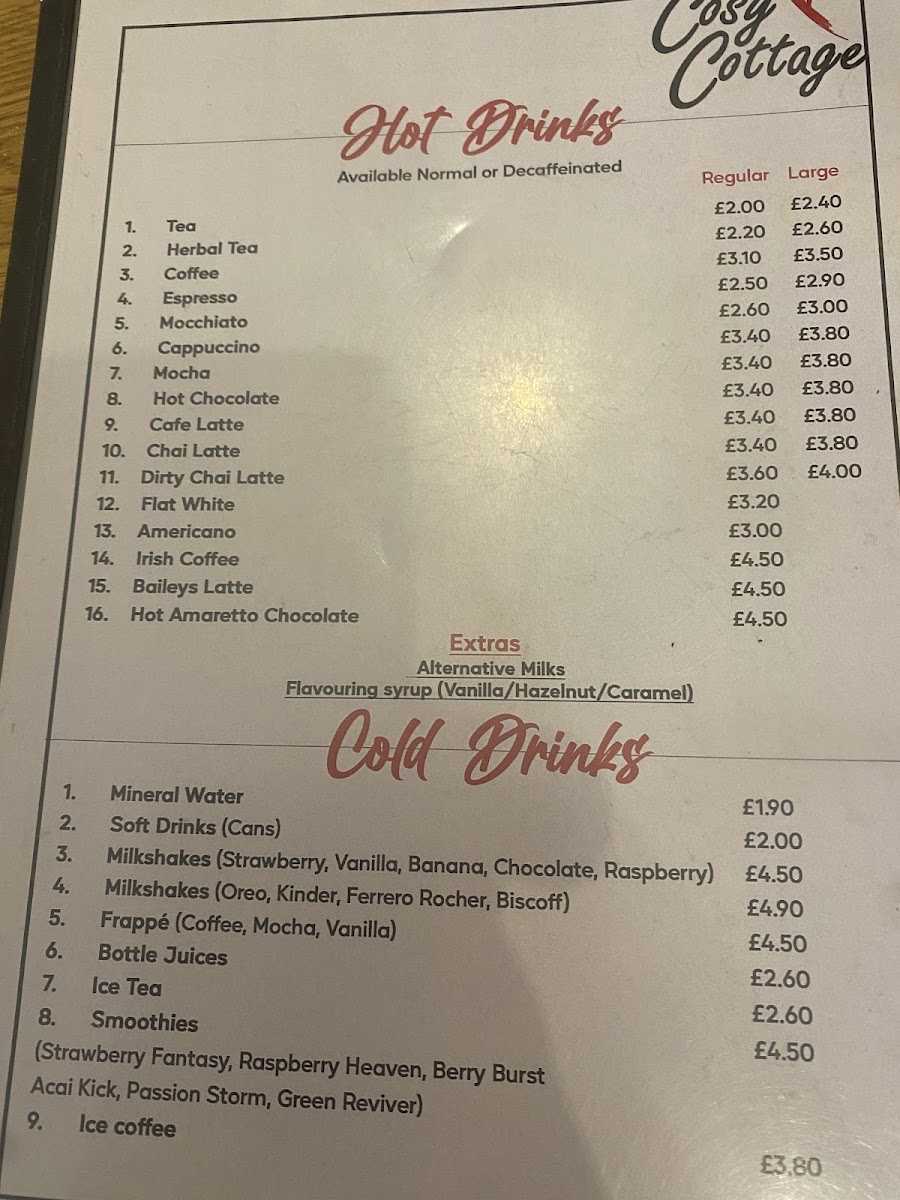 Cosy
Cottage
Hot Drinks
Available Normal or Decaffeinated
Regular Large
1. Tea £2.00 £2.40
2. Herbal Tea £2.20 £2.60
3. Coffee £3.10 £3.50
4. Espresso £2.50 £2.90
5. Mocchiato £2.60 £3.00
6. Cappuccino £3.40 £3.80
7. Mocha £3.40 £3.80
8. Hot Chocolate £3.40 £3.80
9. Cafe Latte £3.40 £3.80
10. Chai Latte £3.40 £3.80
11. Dirty Chai Latte £3.60 £4.00
12. Flat White £3.20
13. Americano £3.00
14. Irish Coffee £4.50
15. Baileys Latte £4.50
16. Hot Amaretto Chocolate £4.50
Extras
Alternative Milks
Flavouring syrup (Vanilla/Hazelnut/Caramel)
Cold Drinks
1. Mineral Water £1.90
2. Soft Drinks (Cans) £2.00
3. Milkshakes (Strawberry, Vanilla, Banana, Chocolate, Raspberry) £4.50
4. Milkshakes (Oreo, Kinder, Ferrero Rocher, Biscoff) £4.90
5. Frappé (Coffee, Mocha, Vanilla) £4.50
6. Bottle Juices £2.60
7. Ice Tea £2.60
8. Smoothies £4.50
(Strawberry Fantasy, Raspberry Heaven, Berry Burst
Acai Kick, Passion Storm, Green Reviver)
9. Ice coffee £3.80